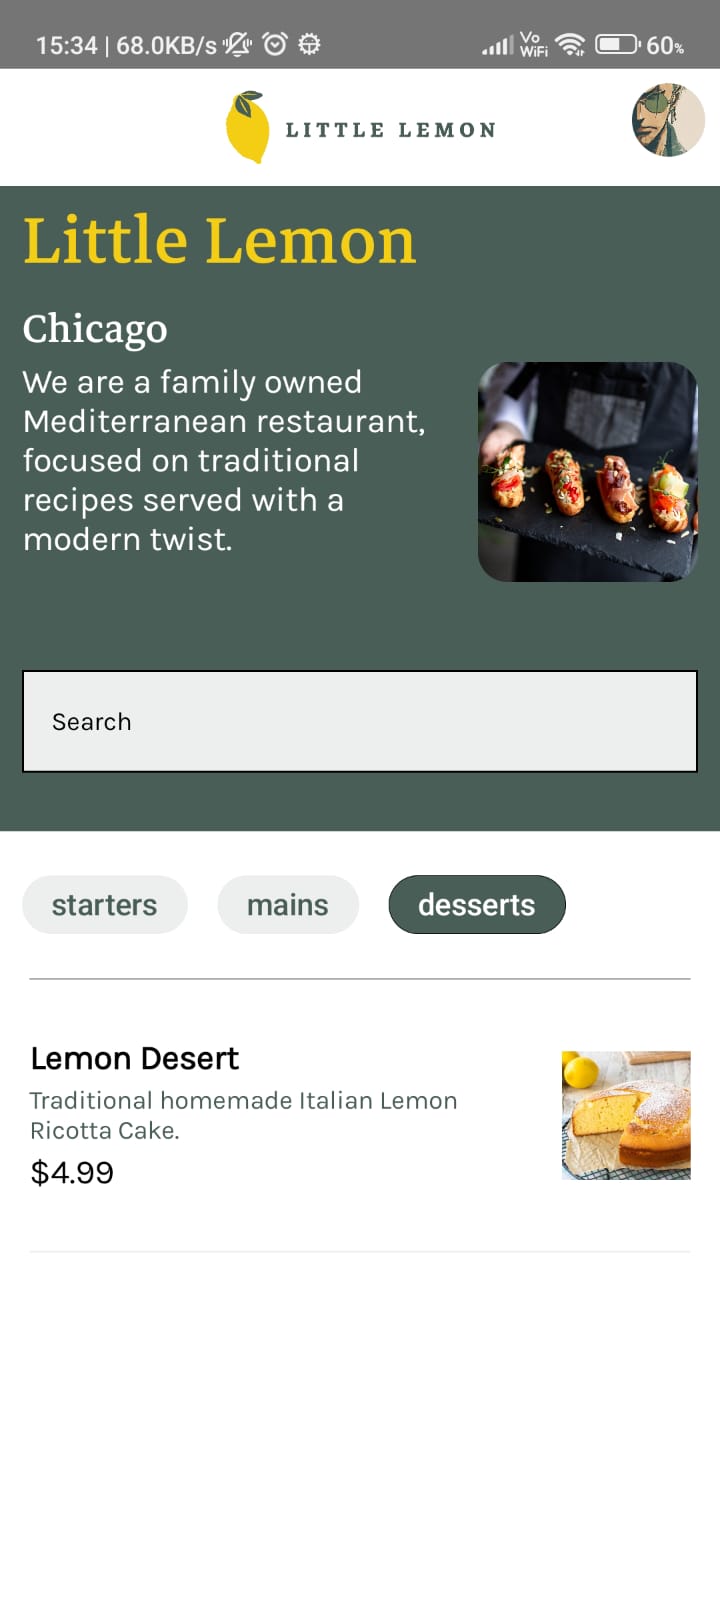 15:34 | 68.0KB/s Vo WiFi 60%
LITTLE LEMON
Little Lemon
Chicago
We are a family owned
Mediterranean restaurant,
focused on traditional
recipes served with a
modern twist.
Search
starters mains desserts
Lemon Desert
Traditional homemade Italian Lemon
Ricotta Cake.
$4.99